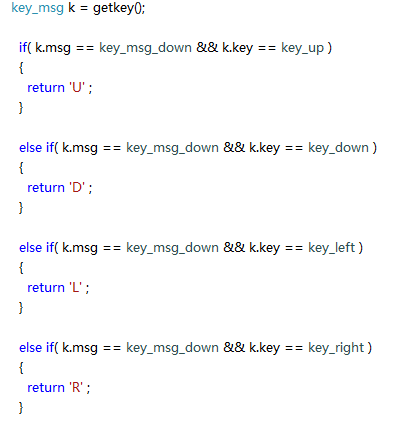 key_msg k = getkey();
if( k.msg == key_msg_down && k.key == key_up )
{
return 'U' ;
}
else if( k.msg == key_msg_down && k.key == key_down )
{
return 'D' ;
}
else if( k.msg == key_msg_down && k.key == key_left )
{
return 'L' ;
}
else if( k.msg == key_msg_down && k.key == key_right )
{
return 'R' ;
}